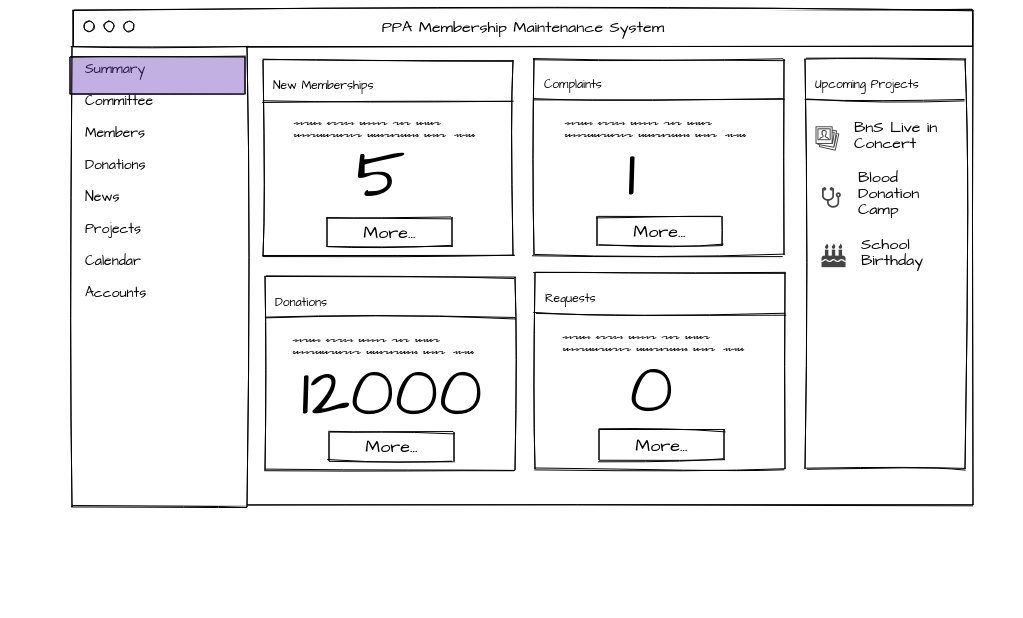 PPA Membership Maintenance System
Summary
Committee
Members
Donations
News
Projects
Calendar
Accounts
New Memberships
5
More...
Complaints
1
More...
Donations
12000
More...
Requests
0
More...
Upcoming Projects
BnS Live in
Concert
Blood
Donation
Camp
School
Birthday